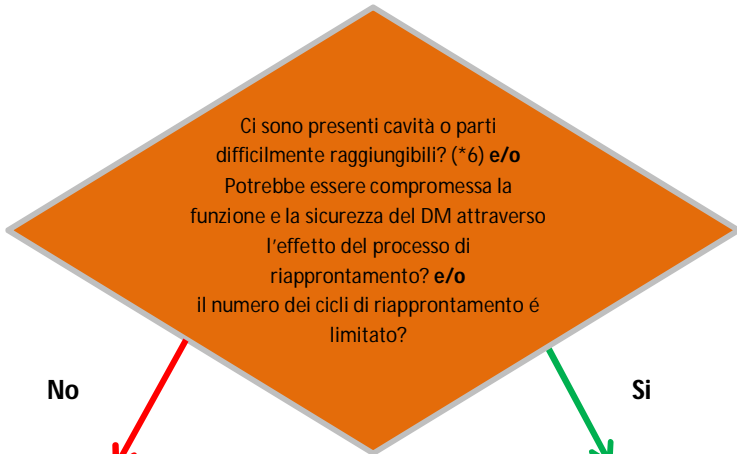 Ci sono presenti cavità o parti
difficilmente raggiungibili? (*6) e/o
Potrebbe essere compromessa la
funzione e la sicurezza del DM attraverso
l'effetto del processo di
riapprontamento? e/o
il numero dei cicli di riapprontamento é
limitato?
No
Si